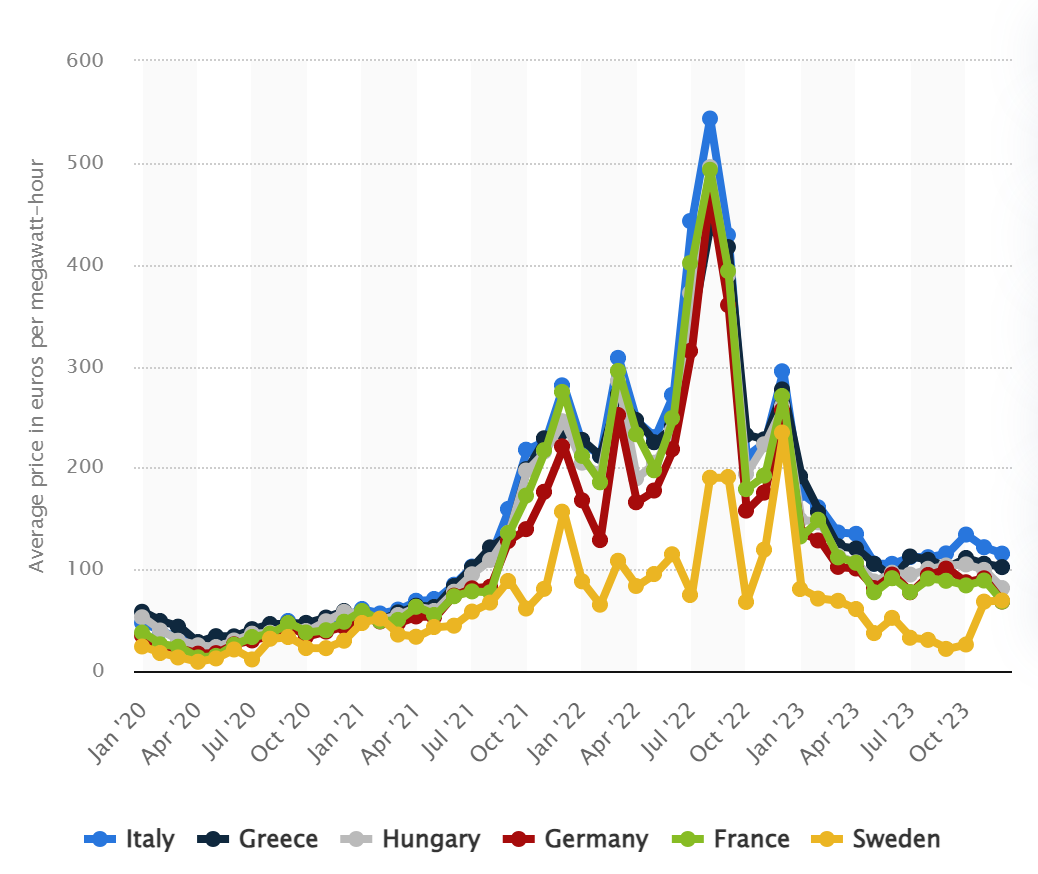 600
500
400
300
200
100
0
Average price in euros per megawatt-hour
Jan '20 Apr '20 Jul '20 Oct '20 Jan '21 Apr '21 Jul '21 Oct '21 Jan '22 Apr '22 Jul '22 Oct '22 Jan '23 Apr '23 Jul '23 Oct '23
Italy Greece Hungary Germany France Sweden